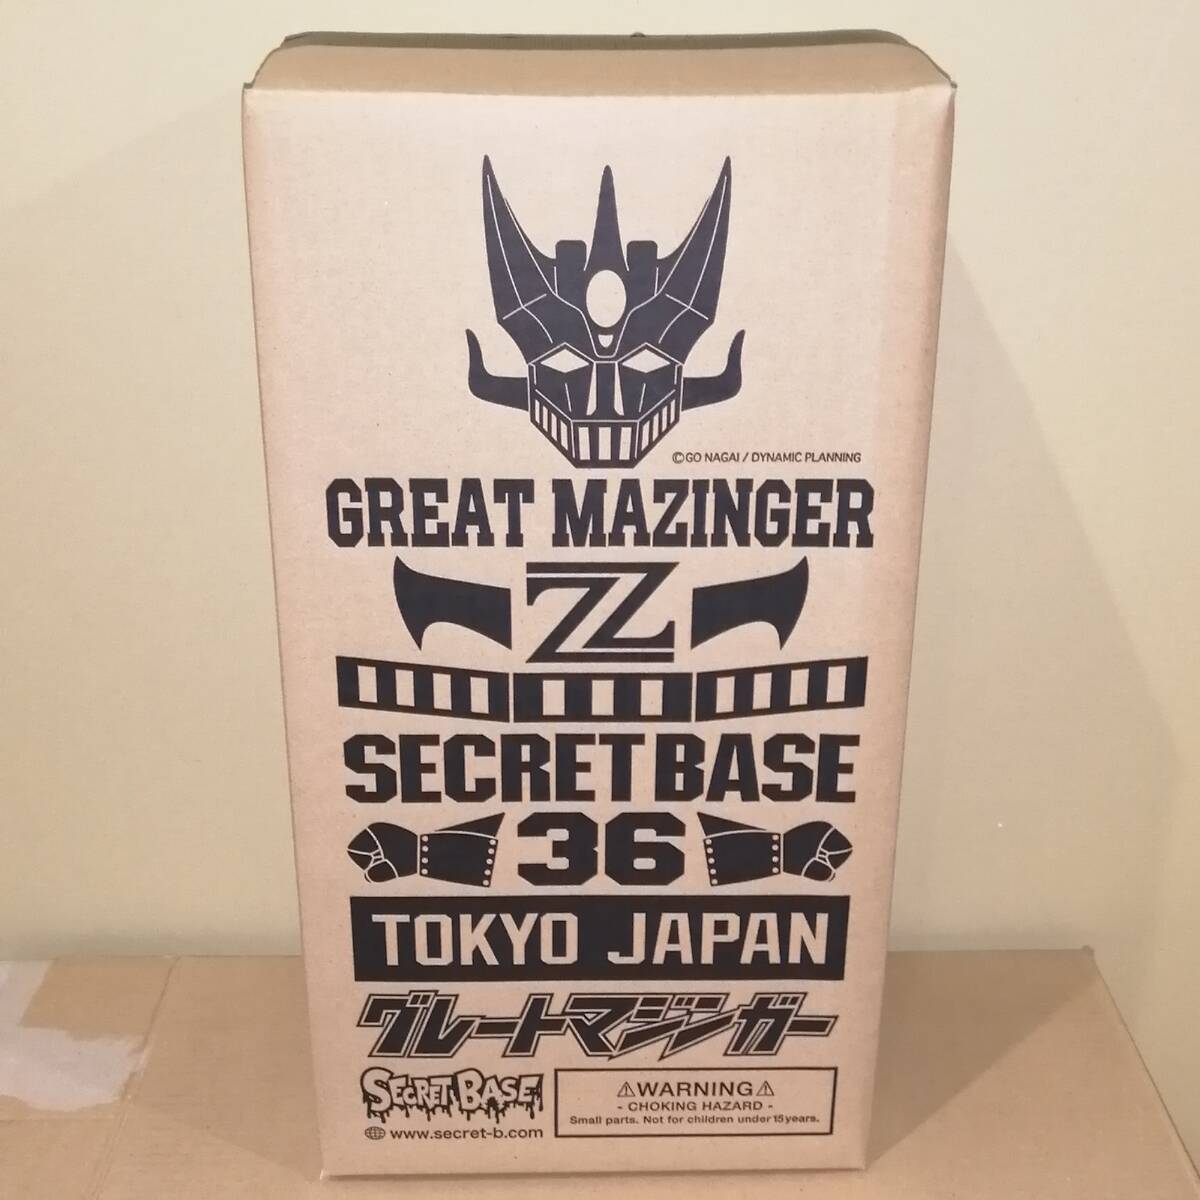 ©GO NAGAI / DYNAMIC PLANNING
GREAT MAZINGER
Z
SECRET BASE
36
TOKYO JAPAN
グレートマジンガー
SECRET BASE
www.secret-b.com
⚠WARNING⚠
- CHOKING HAZARD -
Small parts. Not for children under 15years.